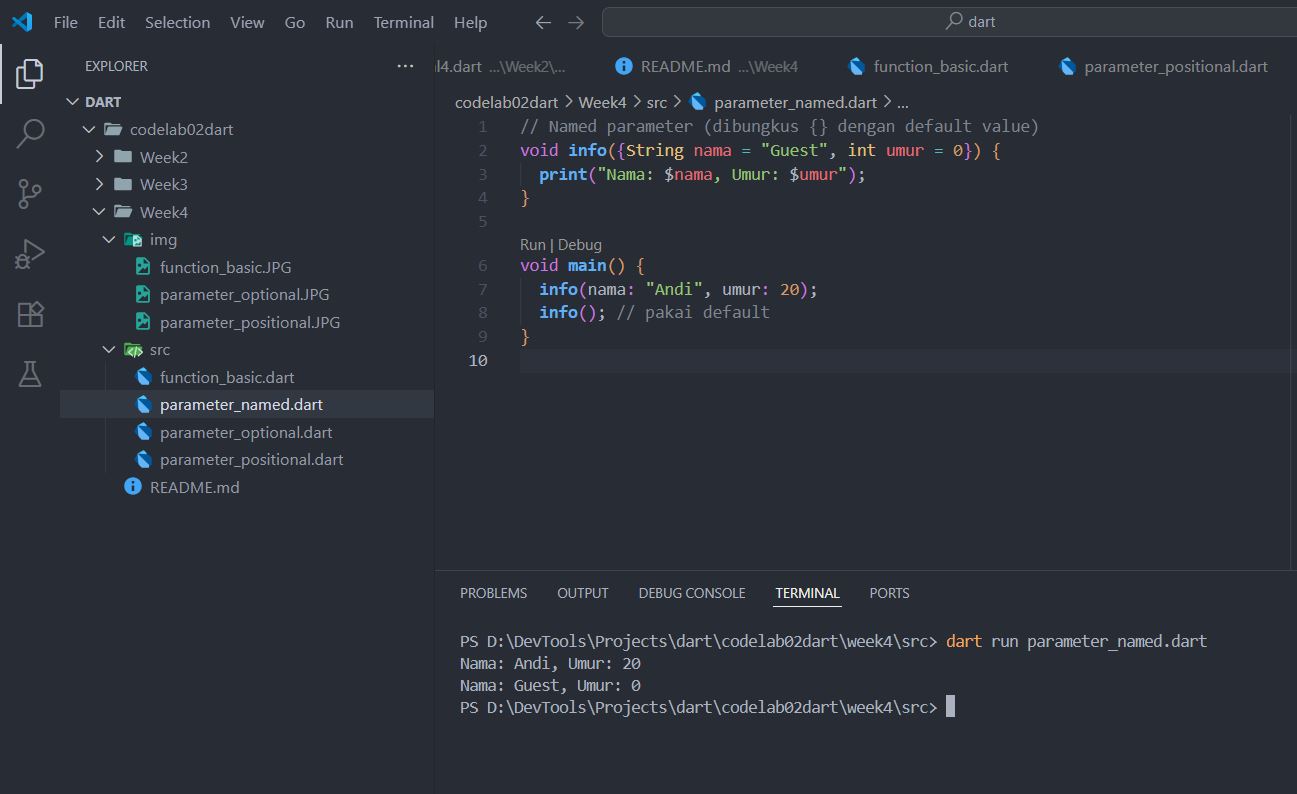 File Edit Selection View Go Run Terminal Help
dart
EXPLORER
DART
codelab02dart
Week2
Week3
Week4
img
function_basic.JPG
parameter_optional.JPG
parameter_positional.JPG
src
function_basic.dart
parameter_named.dart
parameter_optional.dart
parameter_positional.dart
README.md
l4.dart ...\Week2\... README.md ...\Week4 function_basic.dart parameter_positional.dart
codelab02dart > Week4 > src > parameter_named.dart > ...
1 // Named parameter (dibungkus {} dengan default value)
2 void info({String nama = "Guest", int umur = 0}) {
3 print("Nama: $nama, Umur: $umur");
4 }
5
Run | Debug
6 void main() {
7 info(nama: "Andi", umur: 20);
8 info(); // pakai default
9 }
10
PROBLEMS OUTPUT DEBUG CONSOLE TERMINAL PORTS
PS D:\DevTools\Projects\dart\codelab02dart\week4\src> dart run parameter_named.dart
Nama: Andi, Umur: 20
Nama: Guest, Umur: 0
PS D:\DevTools\Projects\dart\codelab02dart\week4\src>